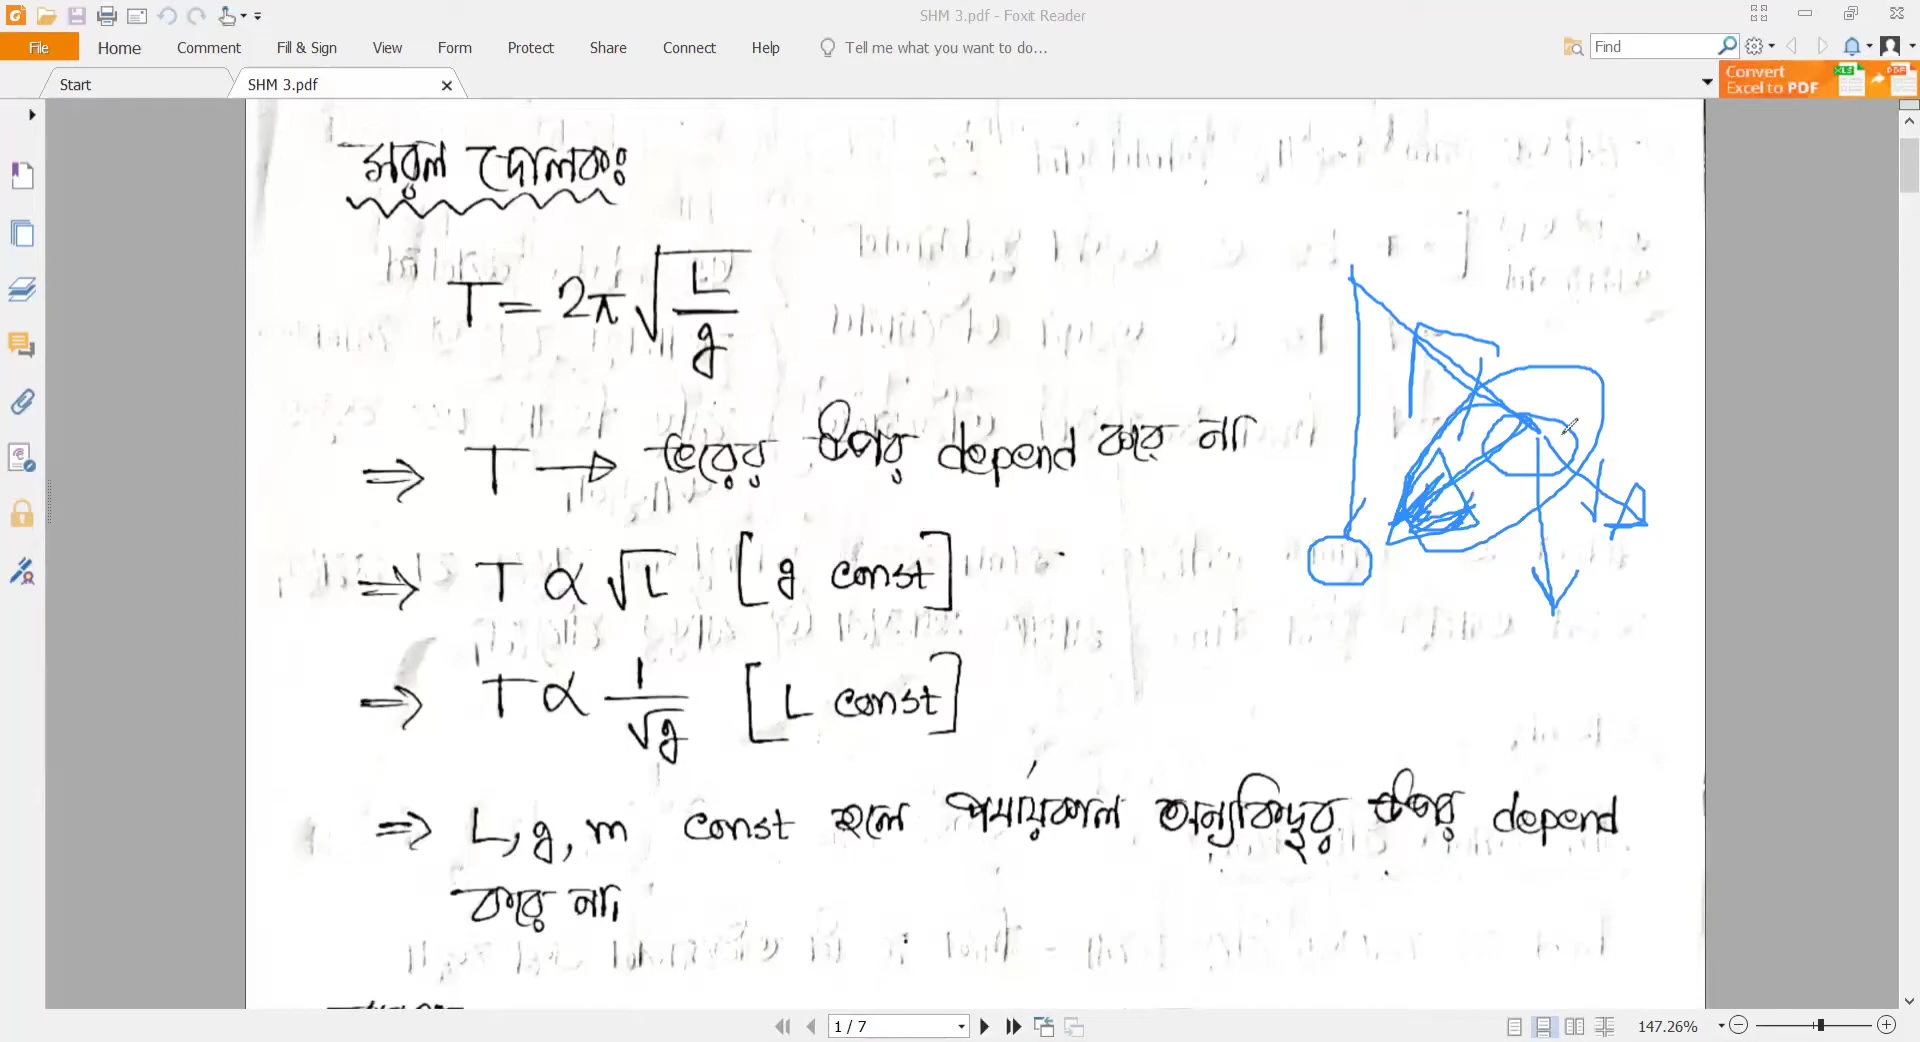 SHM 3.pdf - Foxit Reader
File Home Comment Fill & Sign View Form Protect Share Connect Help Tell me what you want to do... Find
Start SHM 3.pdf
Convert Excel to PDF
সরল দোলকঃ
T = 2π√(L/g)
⇒ T → ভরের উপর depend করে না
⇒ T ∝ √L [g const]
⇒ T ∝ 1/√g [L const]
⇒ L, g, m const হলে পর্যায়কাল অন্যকিছুর উপর depend
করে না।
1 / 7 147.26%